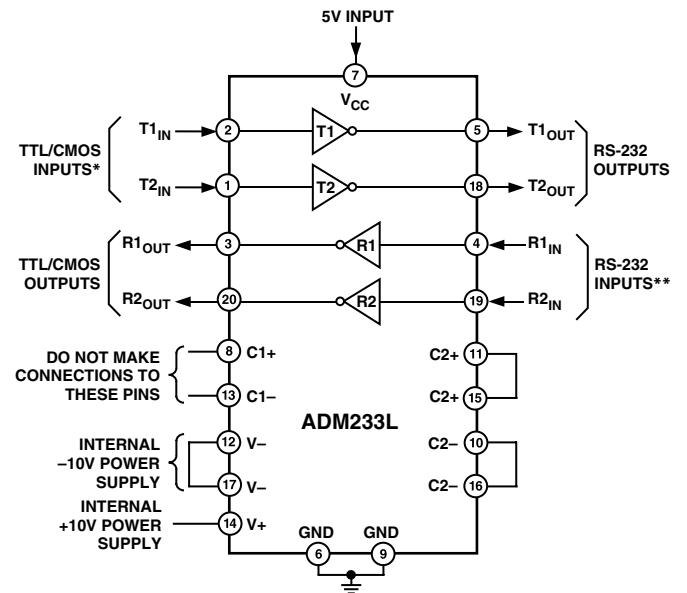 5V INPUT
7
VCC
TTL/CMOS
INPUTS*
T1IN
2
T1
5
T1OUT
RS-232
OUTPUTS
T2IN
1
T2
18
T2OUT
TTL/CMOS
OUTPUTS
R1OUT
3
R1
4
R1IN
RS-232
INPUTS**
R2OUT
20
R2
19
R2IN
DO NOT MAKE
CONNECTIONS TO
THESE PINS
8 C1+
13 C1–
C2+ 11
C2+ 15
ADM233L
INTERNAL
–10V POWER
SUPPLY
12 V–
17 V–
C2– 10
C2– 16
INTERNAL
+10V POWER
SUPPLY
14 V+
GND GND
6 9